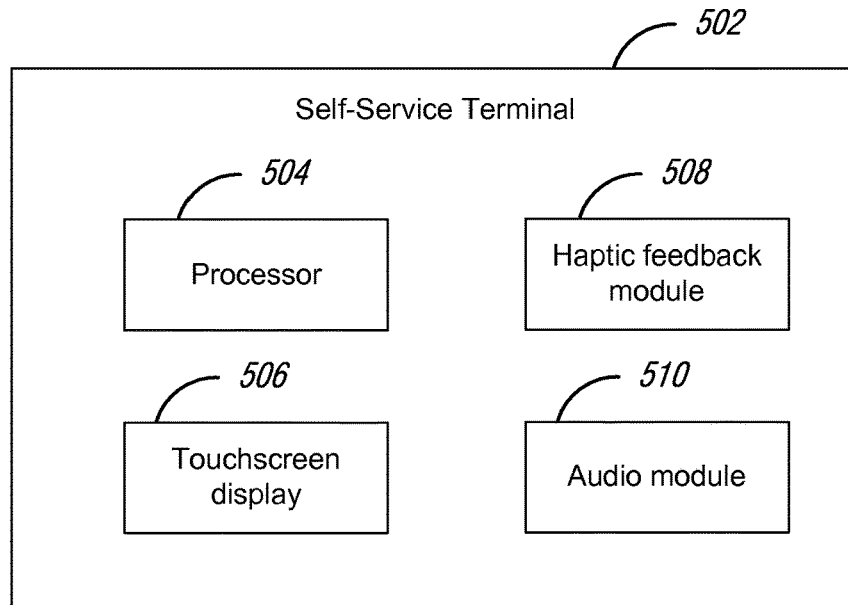 502
Self-Service Terminal
504
508
Processor
Haptic feedback
module
506
510
Touchscreen
display
Audio module